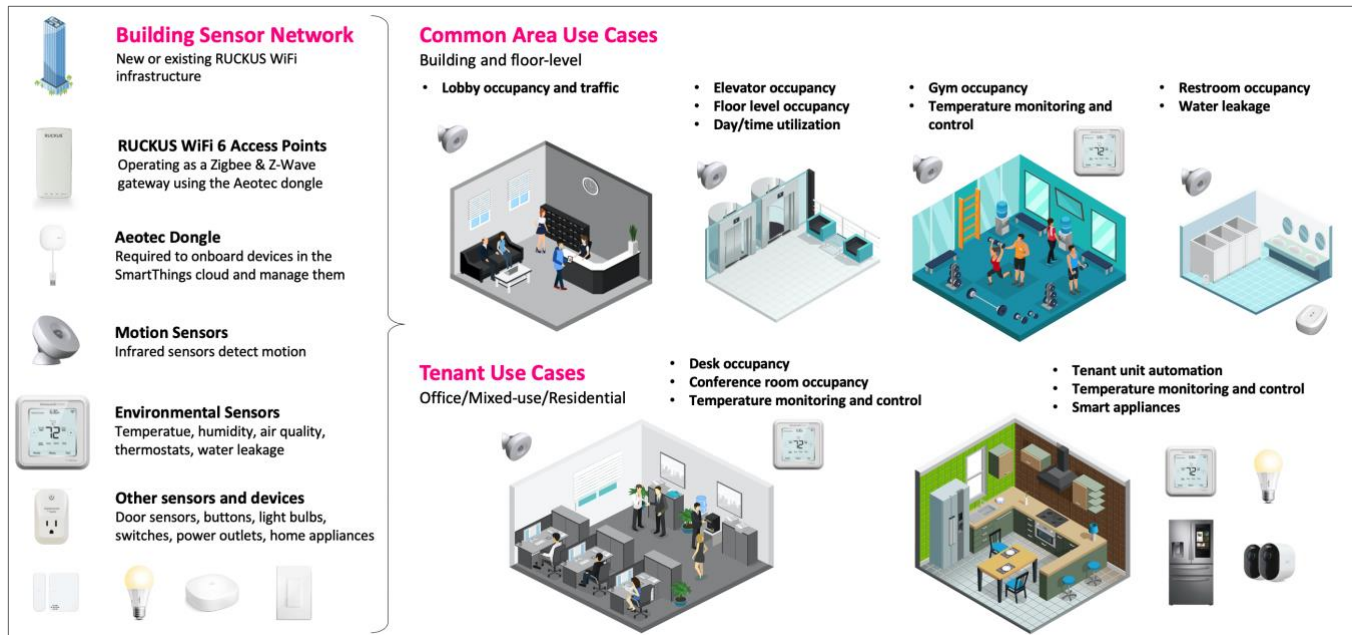 Building Sensor Network
New or existing RUCKUS WiFi
infrastructure
RUCKUS
RUCKUS WiFi 6 Access Points
Operating as a Zigbee & Z-Wave
gateway using the Aeotec dongle
Aeotec Dongle
Required to onboard devices in the
SmartThings cloud and manage them
Motion Sensors
Infrared sensors detect motion
72
Environmental Sensors
Temperatue, humidity, air quality,
thermostats, water leakage
Other sensors and devices
Door sensors, buttons, light bulbs,
switches, power outlets, home appliances
Common Area Use Cases
Building and floor-level
• Lobby occupancy and traffic
• Elevator occupancy
• Floor level occupancy
• Day/time utilization
• Gym occupancy
• Temperature monitoring and
control
72
• Restroom occupancy
• Water leakage
Tenant Use Cases
Office/Mixed-use/Residential
• Desk occupancy
• Conference room occupancy
• Temperature monitoring and control
72
• Tenant unit automation
• Temperature monitoring and control
• Smart appliances
72